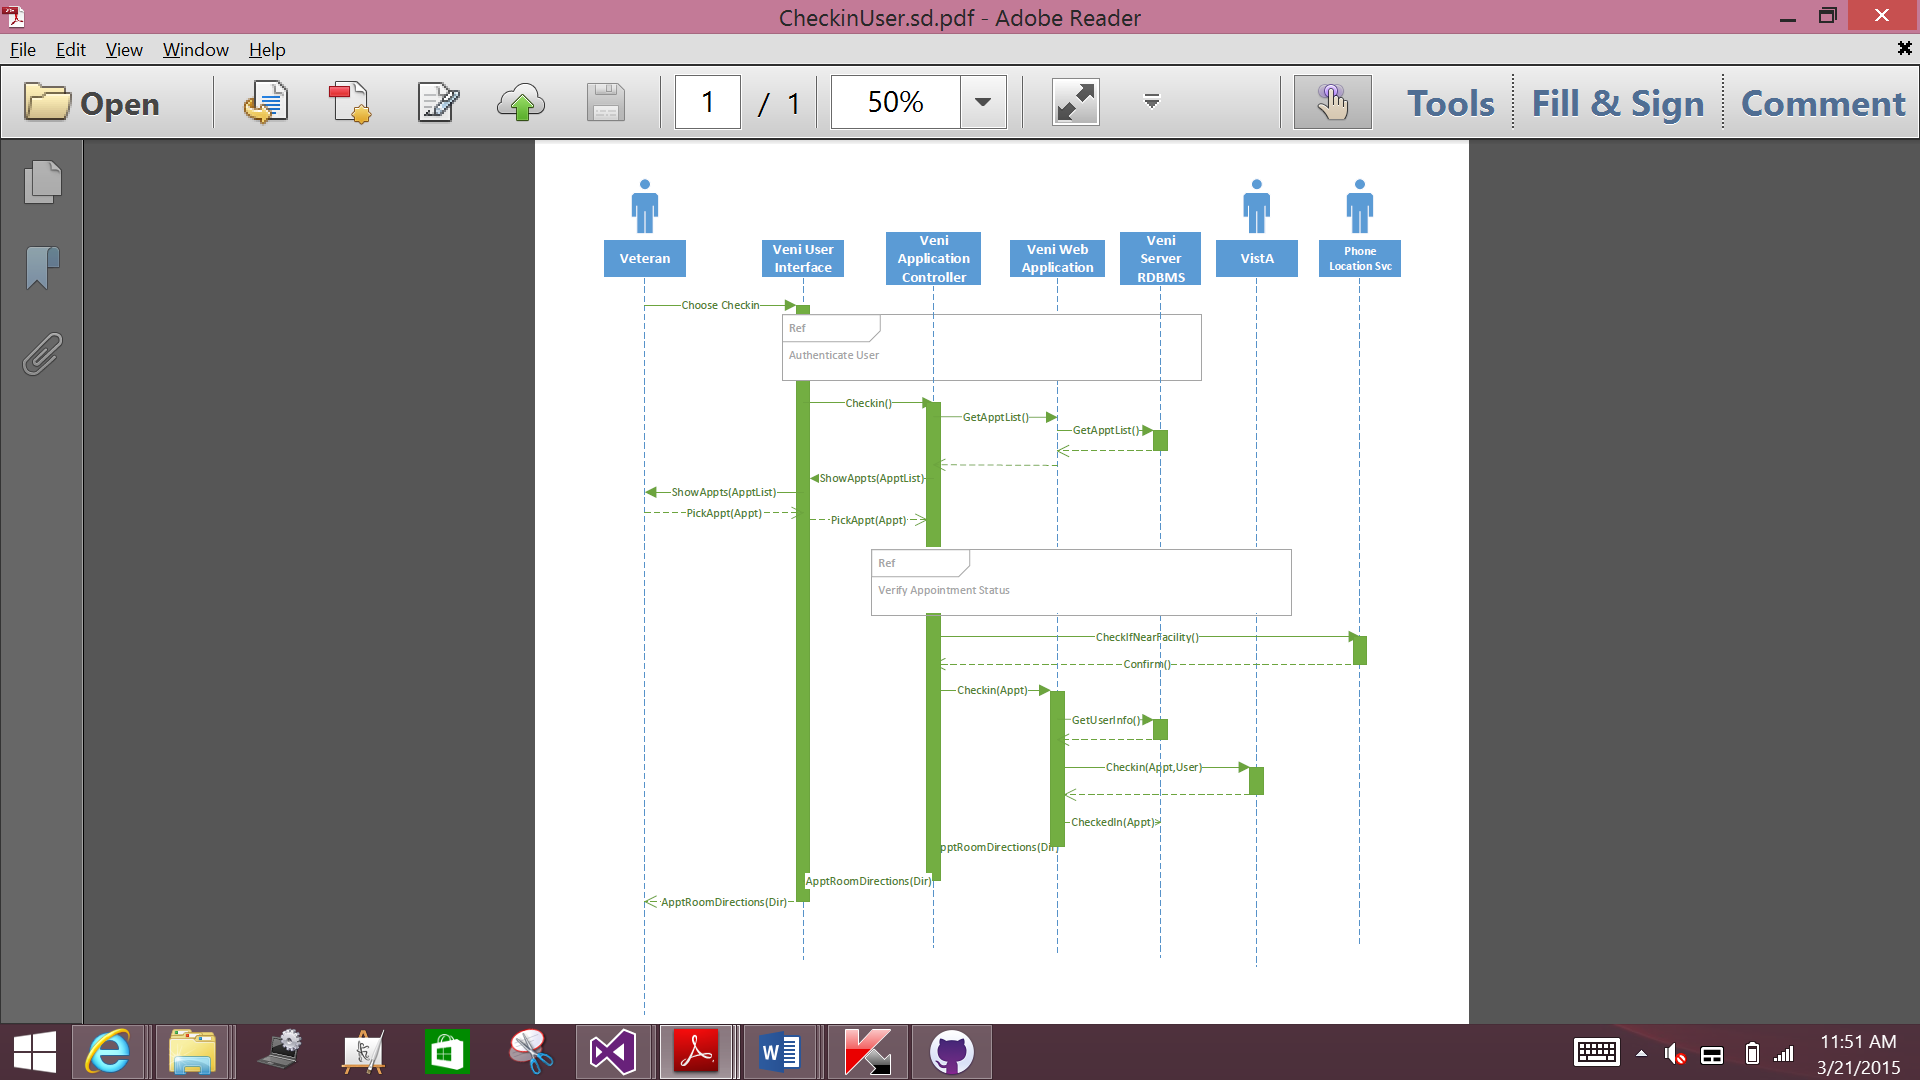 CheckinUser.sd.pdf - Adobe Reader
File Edit View Window Help
Open
1 / 1
50%
Tools
Fill & Sign
Comment
Veteran
Veni User
Interface
Veni
Application
Controller
Veni Web
Application
Veni
Server
RDBMS
VistA
Phone
Location Svc
Choose Checkin
Ref
Authenticate User
Checkin()
GetApptList()
GetApptList()
ShowAppts(ApptList)
ShowAppts(ApptList)
PickAppt(Appt)
PickAppt(Appt)
Ref
Verify Appointment Status
CheckIfNearFacility()
Confirm()
Checkin(Appt)
GetUserInfo()
Checkin(Appt,User)
CheckedIn(Appt)
pptRoomDirections(Dir
ApptRoomDirections(Dir)
ApptRoomDirections(Dir)
11:51 AM
3/21/2015